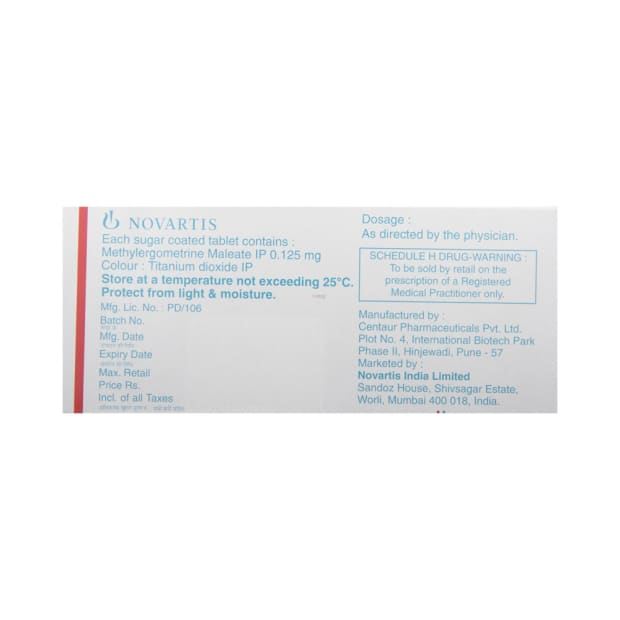 NOVARTIS
Each sugar coated tablet contains :
Methylergometrine Maleate IP 0.125 mg
Colour : Titanium dioxide IP
Store at a temperature not exceeding 25°C.
Protect from light & moisture.
Mfg. Lic. No. : PD/106
Batch No.
Mfg. Date
Expiry Date
Max. Retail
Price Rs.
Incl. of all Taxes
Dosage :
As directed by the physician.
SCHEDULE H DRUG-WARNING :
To be sold by retail on the
prescription of a Registered
Medical Practitioner only.
Manufactured by :
Centaur Pharmaceuticals Pvt. Ltd.
Plot No. 4, International Biotech Park
Phase II, Hinjewadi, Pune - 57
Marketed by :
Novartis India Limited
Sandoz House, Shivsagar Estate,
Worli, Mumbai 400 018, India.